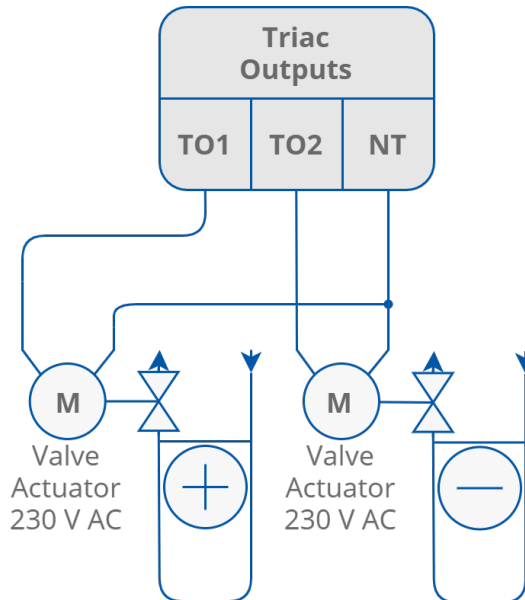 Triac
Outputs
TO1 TO2 NT
M M
Valve
Actuator
230 V AC
Valve
Actuator
230 V AC